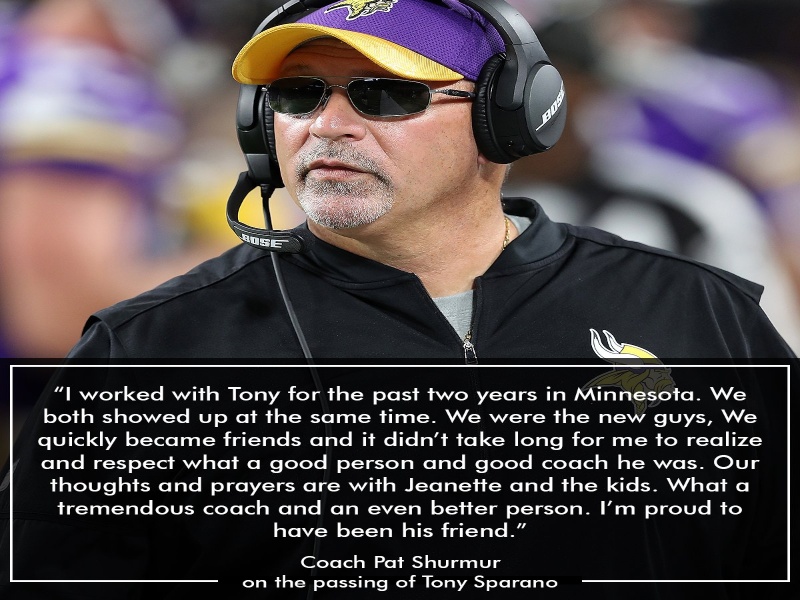 BOSE
BOSE
“I worked with Tony for the past two years in Minnesota. We
both showed up at the same time. We were the new guys, We
quickly became friends and it didn’t take long for me to realize
and respect what a good person and good coach he was. Our
thoughts and prayers are with Jeanette and the kids. What a
tremendous coach and an even better person. I’m proud to
have been his friend.”
Coach Pat Shurmur
on the passing of Tony Sparano